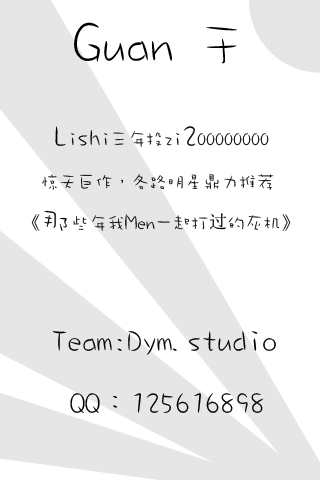 Guan 于
Lishi三年投zi200000000
惊天巨作，各路明星鼎力推荐
《那些年我Men一起打过的灰机》
Team:Dym. studio
QQ：125616898